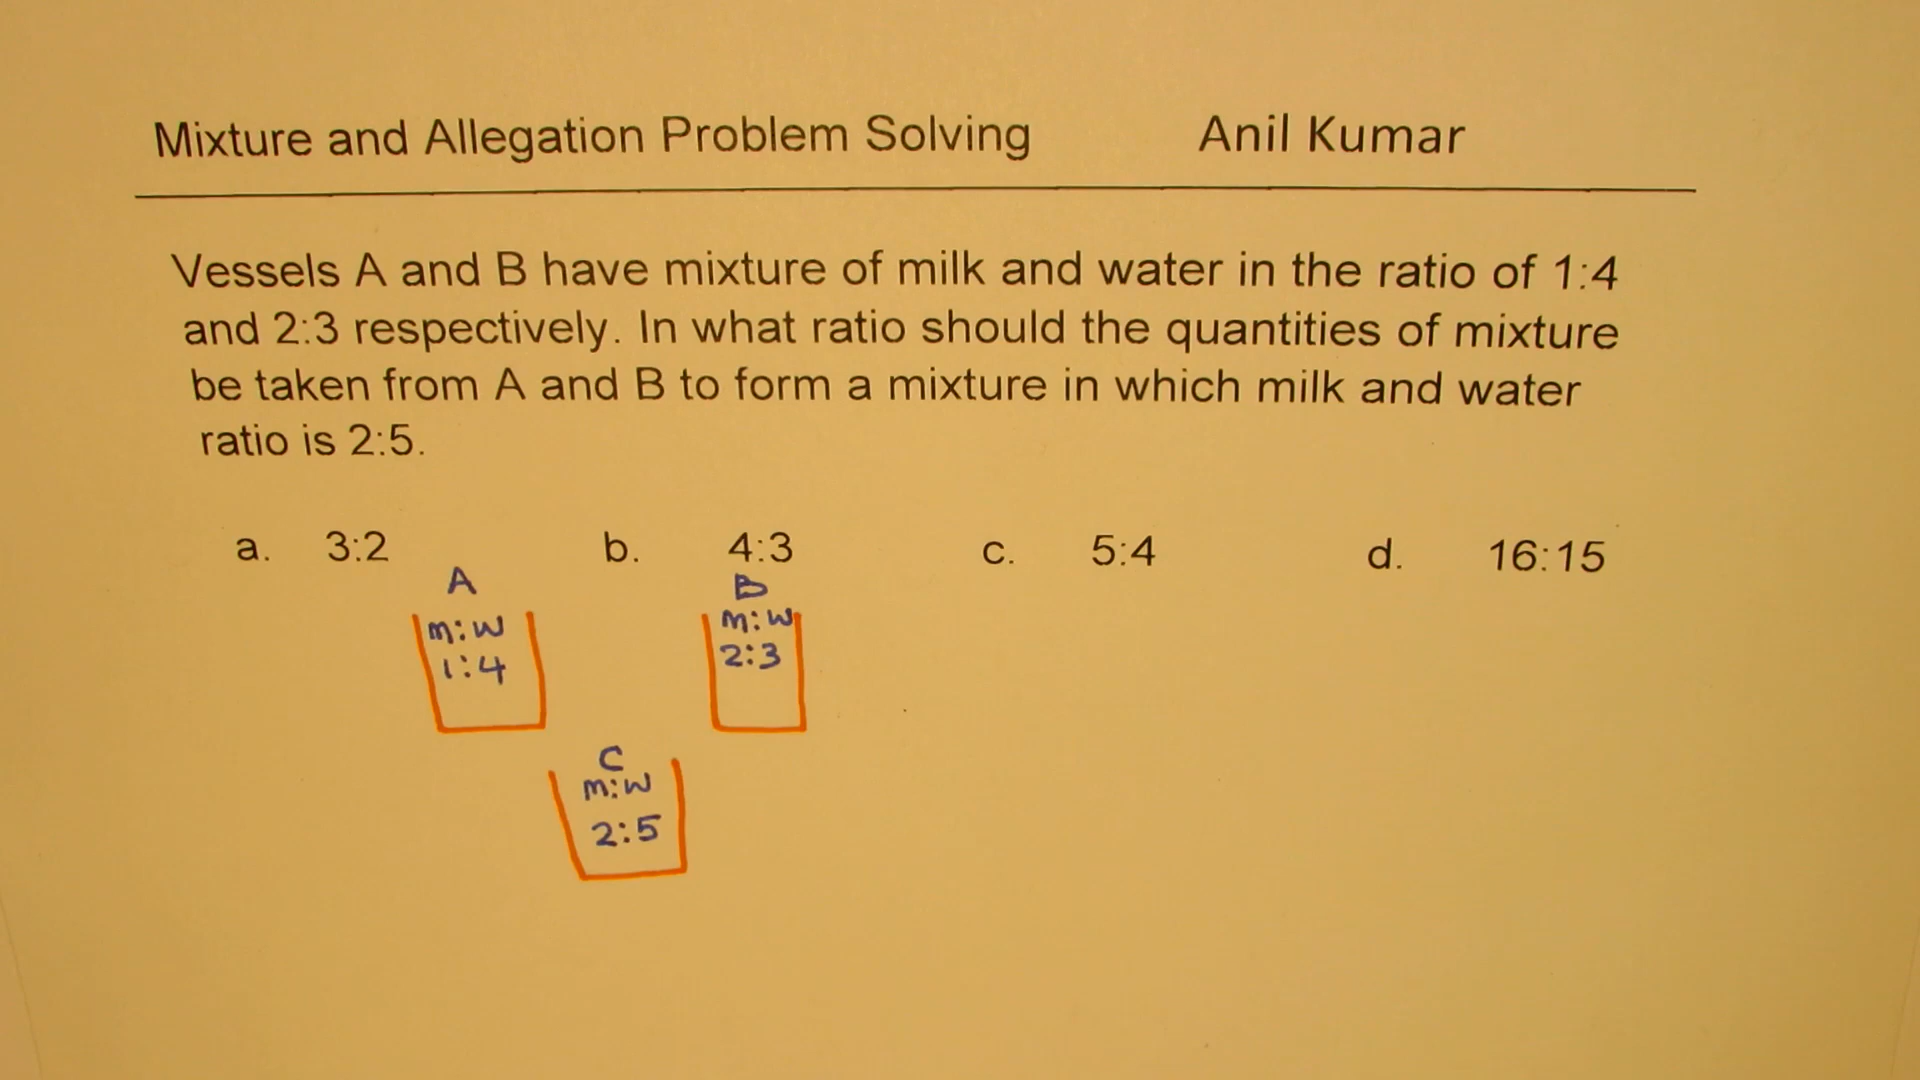 Mixture and Allegation Problem Solving Anil Kumar
Vessels A and B have mixture of milk and water in the ratio of 1:4
and 2:3 respectively. In what ratio should the quantities of mixture
be taken from A and B to form a mixture in which milk and water
ratio is 2:5.
a. 3:2 b. 4:3 c. 5:4 d. 16:15
A B
m:w m:w
1:4 2:3
C
m:w
2:5